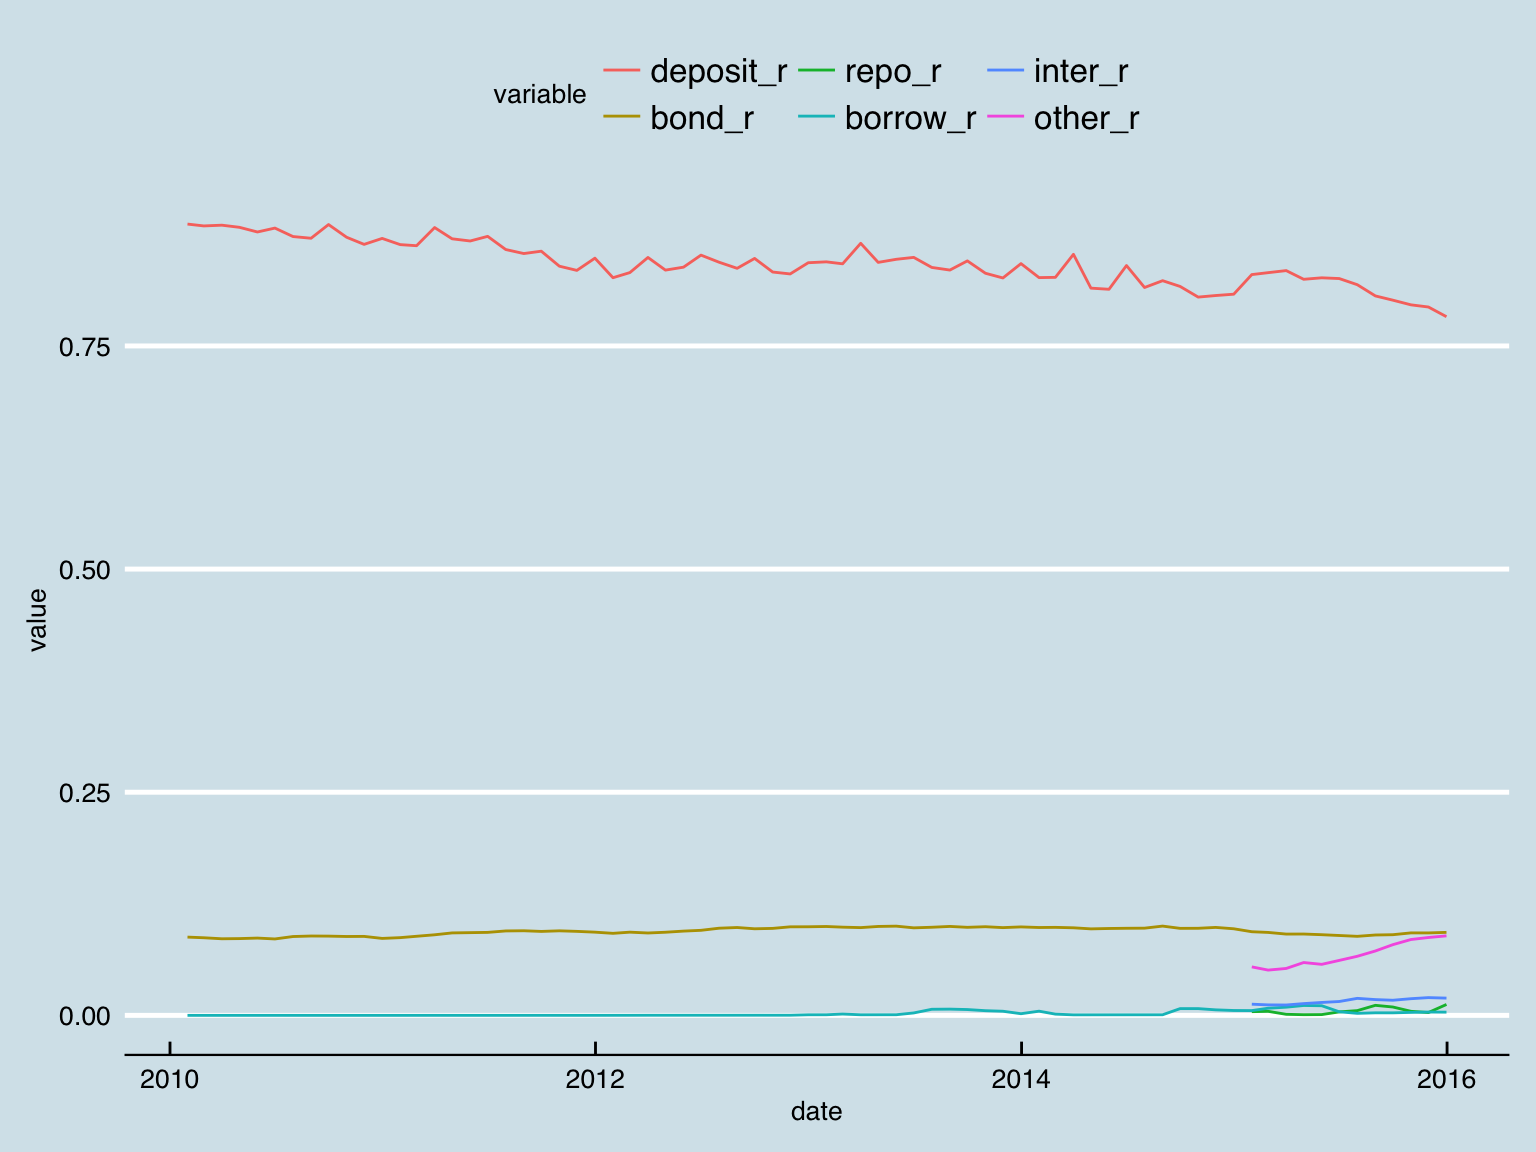 variable
deposit_r repo_r inter_r
bond_r borrow_r other_r
0.75
0.50
0.25
0.00
value
2010 2012 2014 2016
date